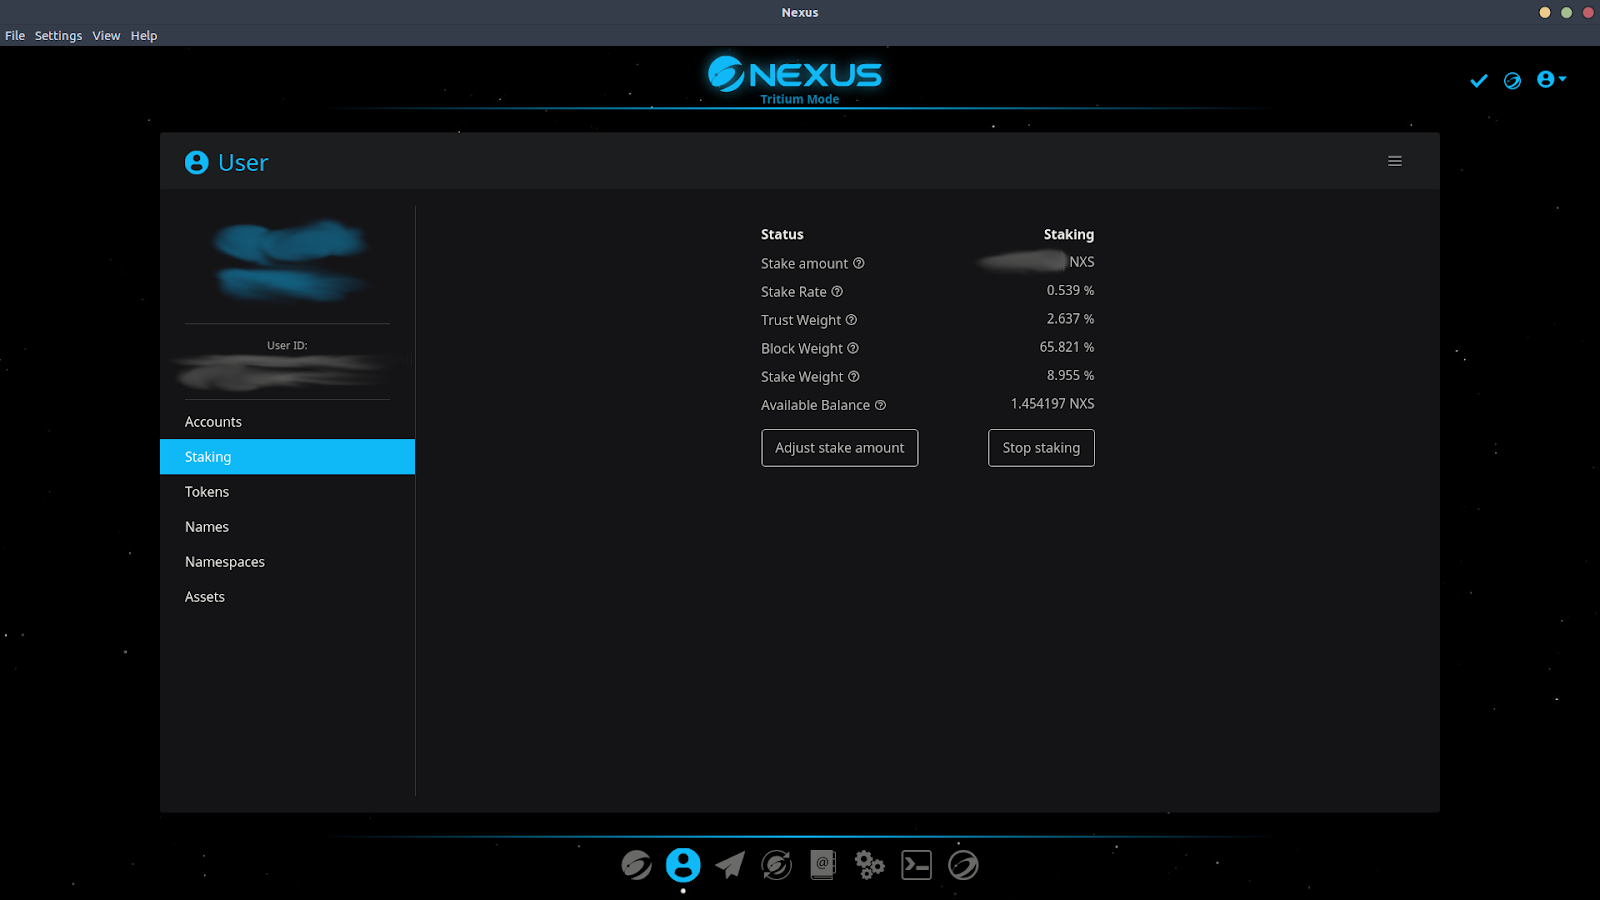 Nexus
File Settings View Help
NEXUS
Tritium Mode
User
User ID:
Accounts
Staking
Tokens
Names
Namespaces
Assets
Status Staking
Stake amount NXS
Stake Rate 0.539 %
Trust Weight 2.637 %
Block Weight 65.821 %
Stake Weight 8.955 %
Available Balance 1.454197 NXS
Adjust stake amount Stop staking